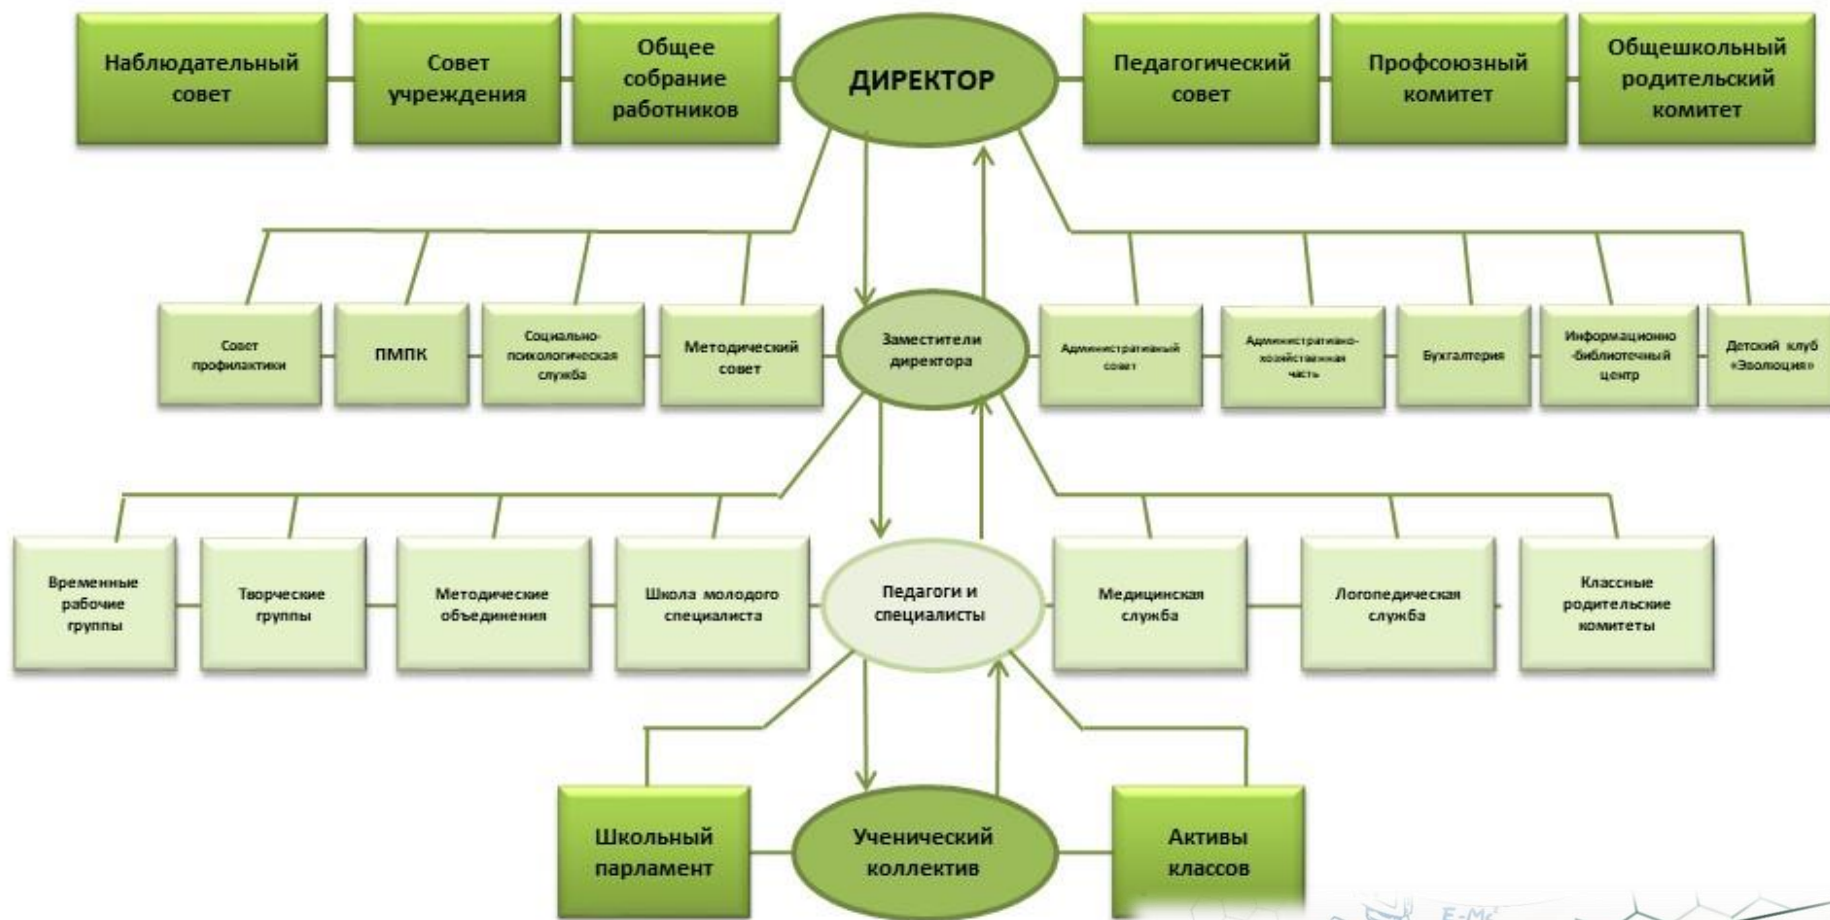 Наблюдательный
совет
Совет
учреждения
Общее
собрание
работников
ДИРЕКТОР
Педагогический
совет
Профсоюзный
комитет
Общешкольный
родительский
комитет
Совет
профилактики
ПМПК
Социально-
психологическая
служба
Методический
совет
Заместители
директора
Административный
совет
Административно-
хозяйственная
часть
Бухгалтерия
Информационно
-библиотечный
центр
Детский клуб
«Эволюция»
Временные
рабочие
группы
Творческие
группы
Методические
объединения
Школа молодого
специалиста
Педагоги и
специалисты
Медицинская
служба
Логопедическая
служба
Классные
родительские
комитеты
Школьный
парламент
Ученический
коллектив
Активы
классов
E-Mc²